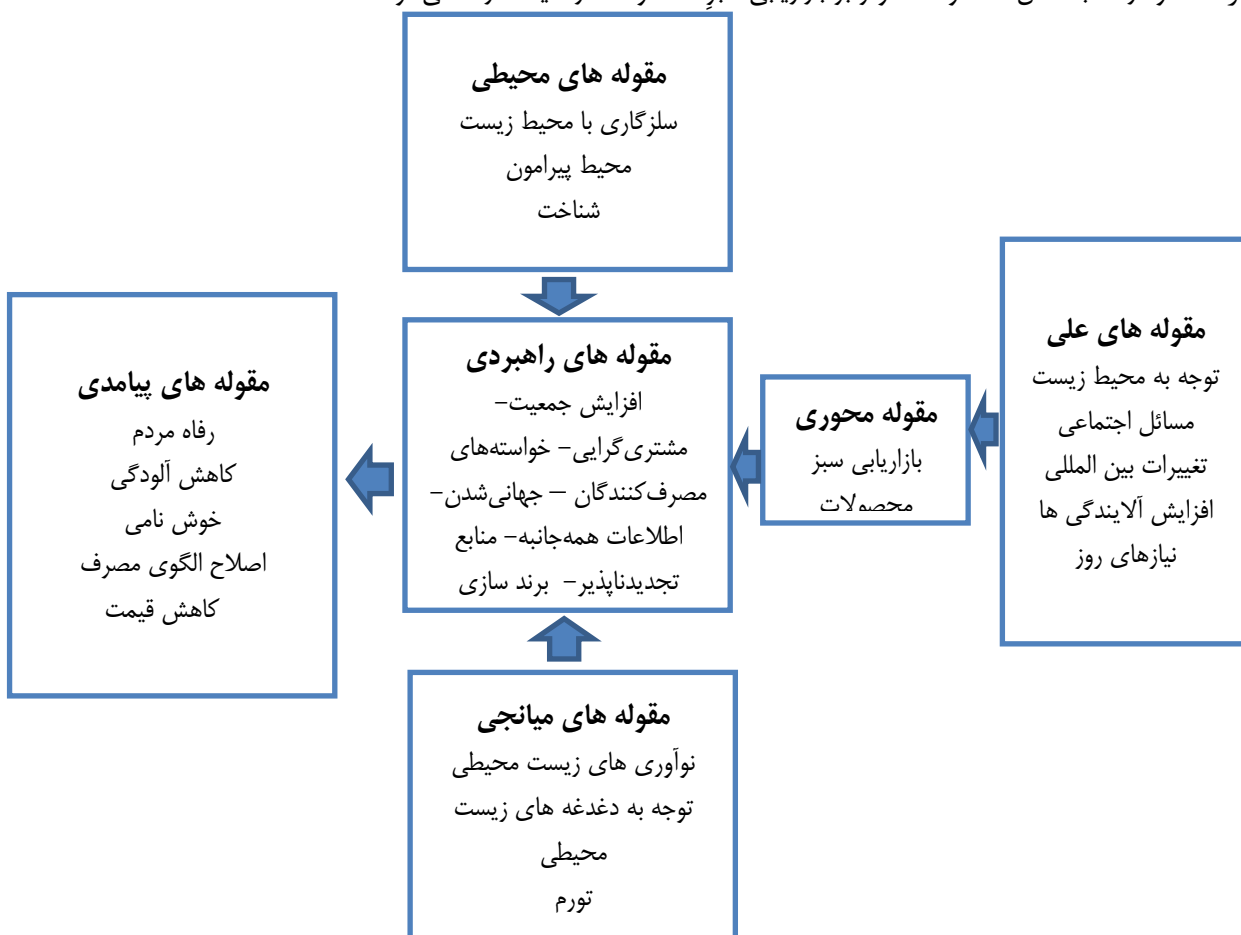 مقوله های محیطی
سلزگاری با محیط زیست
محیط پیرامون
شناخت
مقوله های علی
توجه به محیط زیست
مسائل اجتماعی
تغییرات بین المللی
افزایش آلایندگی ها
نیازهای روز
مقوله محوری
بازاریابی سبز
محصولات
مقوله های راهبردی
افزایش جمعیت–
مشتری‌گرایی– خواسته‌های
مصرف‌کنندگان – جهانی‌شدن–
اطلاعات همه‌جانبه– منابع
تجدیدناپذیر– برند سازی
مقوله های پیامدی
رفاه مردم
کاهش آلودگی
خوش نامی
اصلاح الگوی مصرف
کاهش قیمت
مقوله های میانجی
نوآوری های زیست محیطی
توجه به دغدغه های زیست
محیطی
تورم